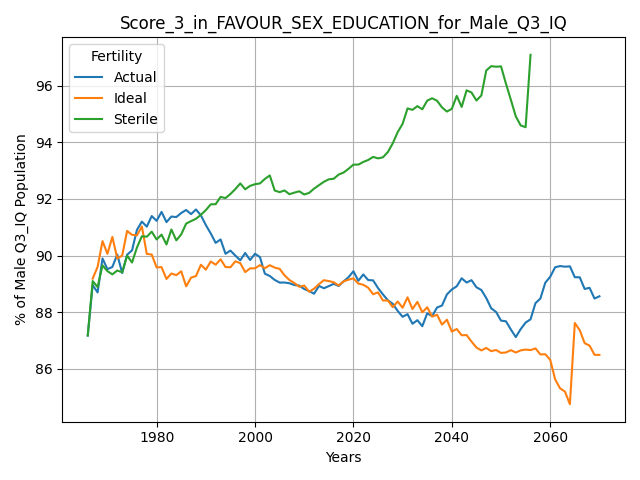 Score_3_in_FAVOUR_SEX_EDUCATION_for_Male_Q3_IQ
Fertility
Actual
Ideal
Sterile
% of Male Q3_IQ Population
96
94
92
90
88
86
1980
2000
2020
2040
2060
Years